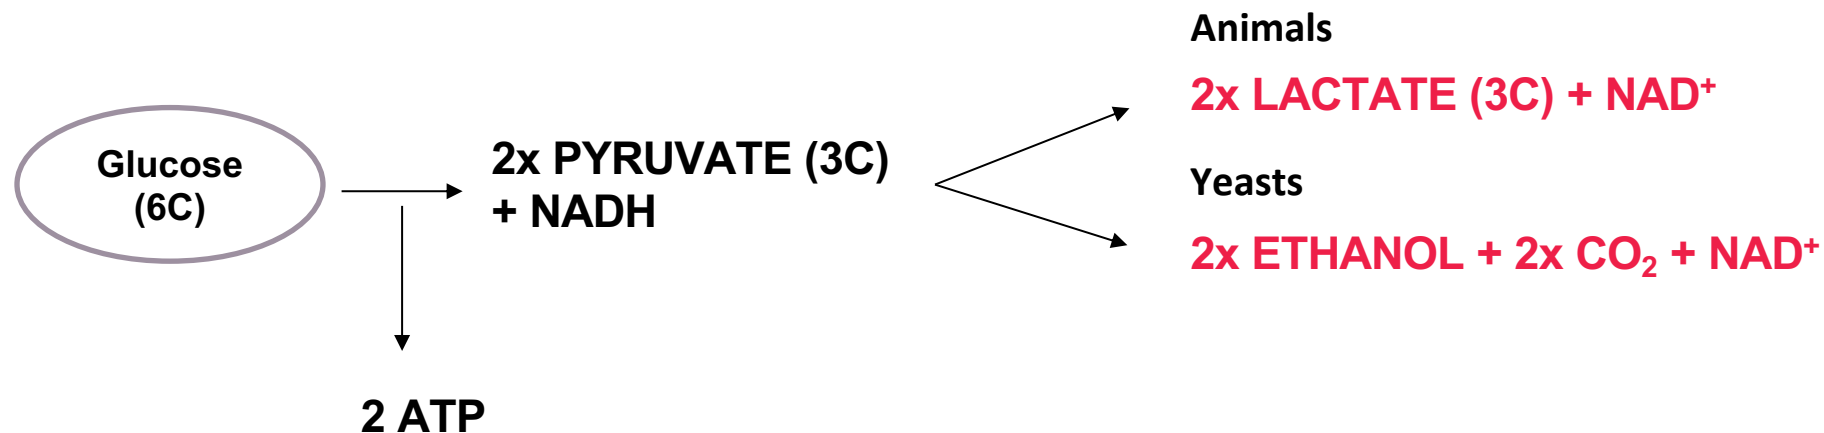 Glucose
(6C)
2x PYRUVATE (3C)
+ NADH
2 ATP
Animals
2x LACTATE (3C) + NAD⁺
Yeasts
2x ETHANOL + 2x CO₂ + NAD⁺